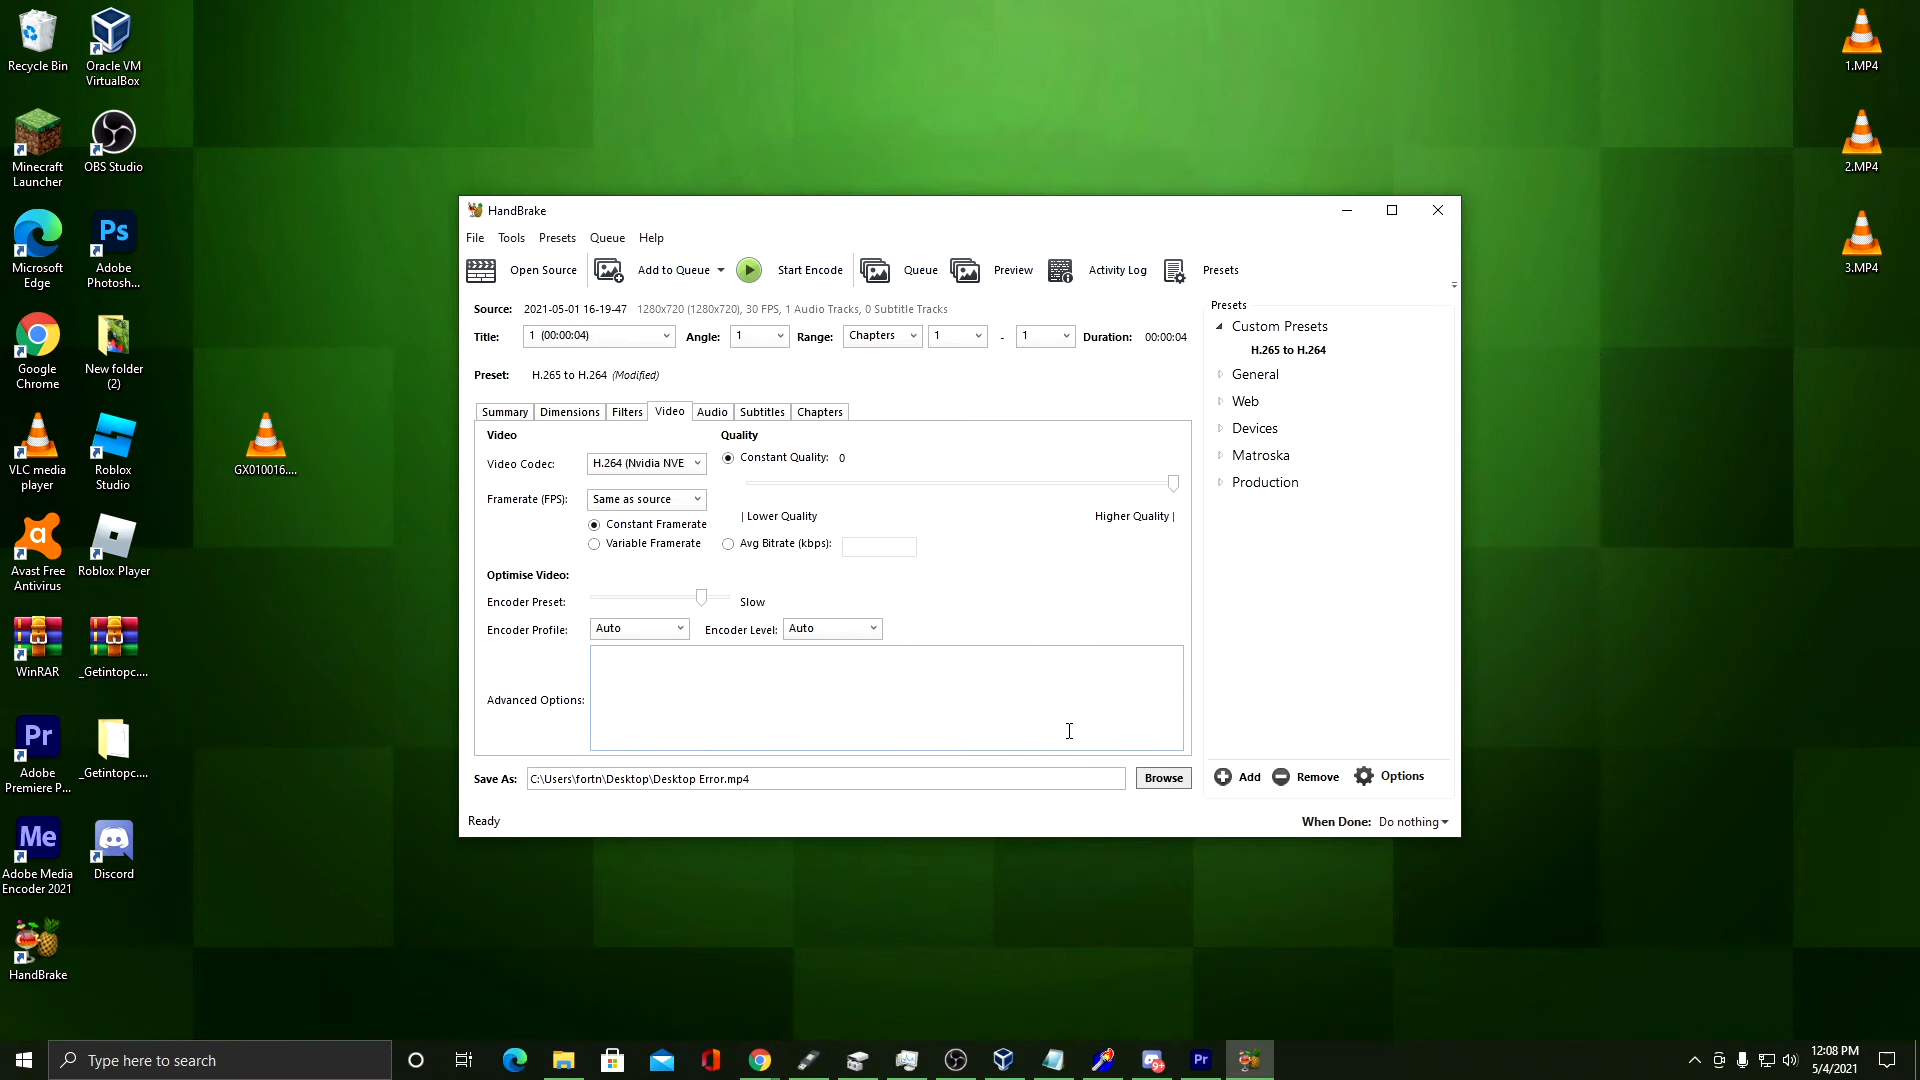 Recycle Bin
Oracle VM
VirtualBox
Minecraft
Launcher
OBS Studio
Microsoft
Edge
Ps
Adobe
Photosh...
Google
Chrome
New folder
(2)
VLC media
player
Roblox
Studio
Avast Free
Antivirus
Roblox Player
WinRAR
_Getintopc....
Pr
Adobe
Premiere P...
_Getintopc....
Me
Adobe Media
Encoder 2021
Discord
HandBrake
GX010016....
1.MP4
2.MP4
3.MP4
HandBrake
File Tools Presets Queue Help
Open Source Add to Queue Start Encode Queue Preview Activity Log Presets
Source: 2021-05-01 16-19-47 1280x720 (1280x720), 30 FPS, 1 Audio Tracks, 0 Subtitle Tracks
Title: 1 (00:00:04) Angle: 1 Range: Chapters 1 - 1 Duration: 00:00:04
Preset: H.265 to H.264 (Modified)
Summary Dimensions Filters Video Audio Subtitles Chapters
Video
Quality
Video Codec: H.264 (Nvidia NVE
Constant Quality: 0
Framerate (FPS): Same as source
| Lower Quality Higher Quality |
Constant Framerate
Variable Framerate
Avg Bitrate (kbps):
Optimise Video:
Encoder Preset: Slow
Encoder Profile: Auto Encoder Level: Auto
Advanced Options:
Save As: C:\Users\fortn\Desktop\Desktop Error.mp4 Browse
Ready
Presets
Custom Presets
H.265 to H.264
General
Web
Devices
Matroska
Production
Add Remove Options
When Done: Do nothing
Type here to search
9+
Pr
12:08 PM
5/4/2021